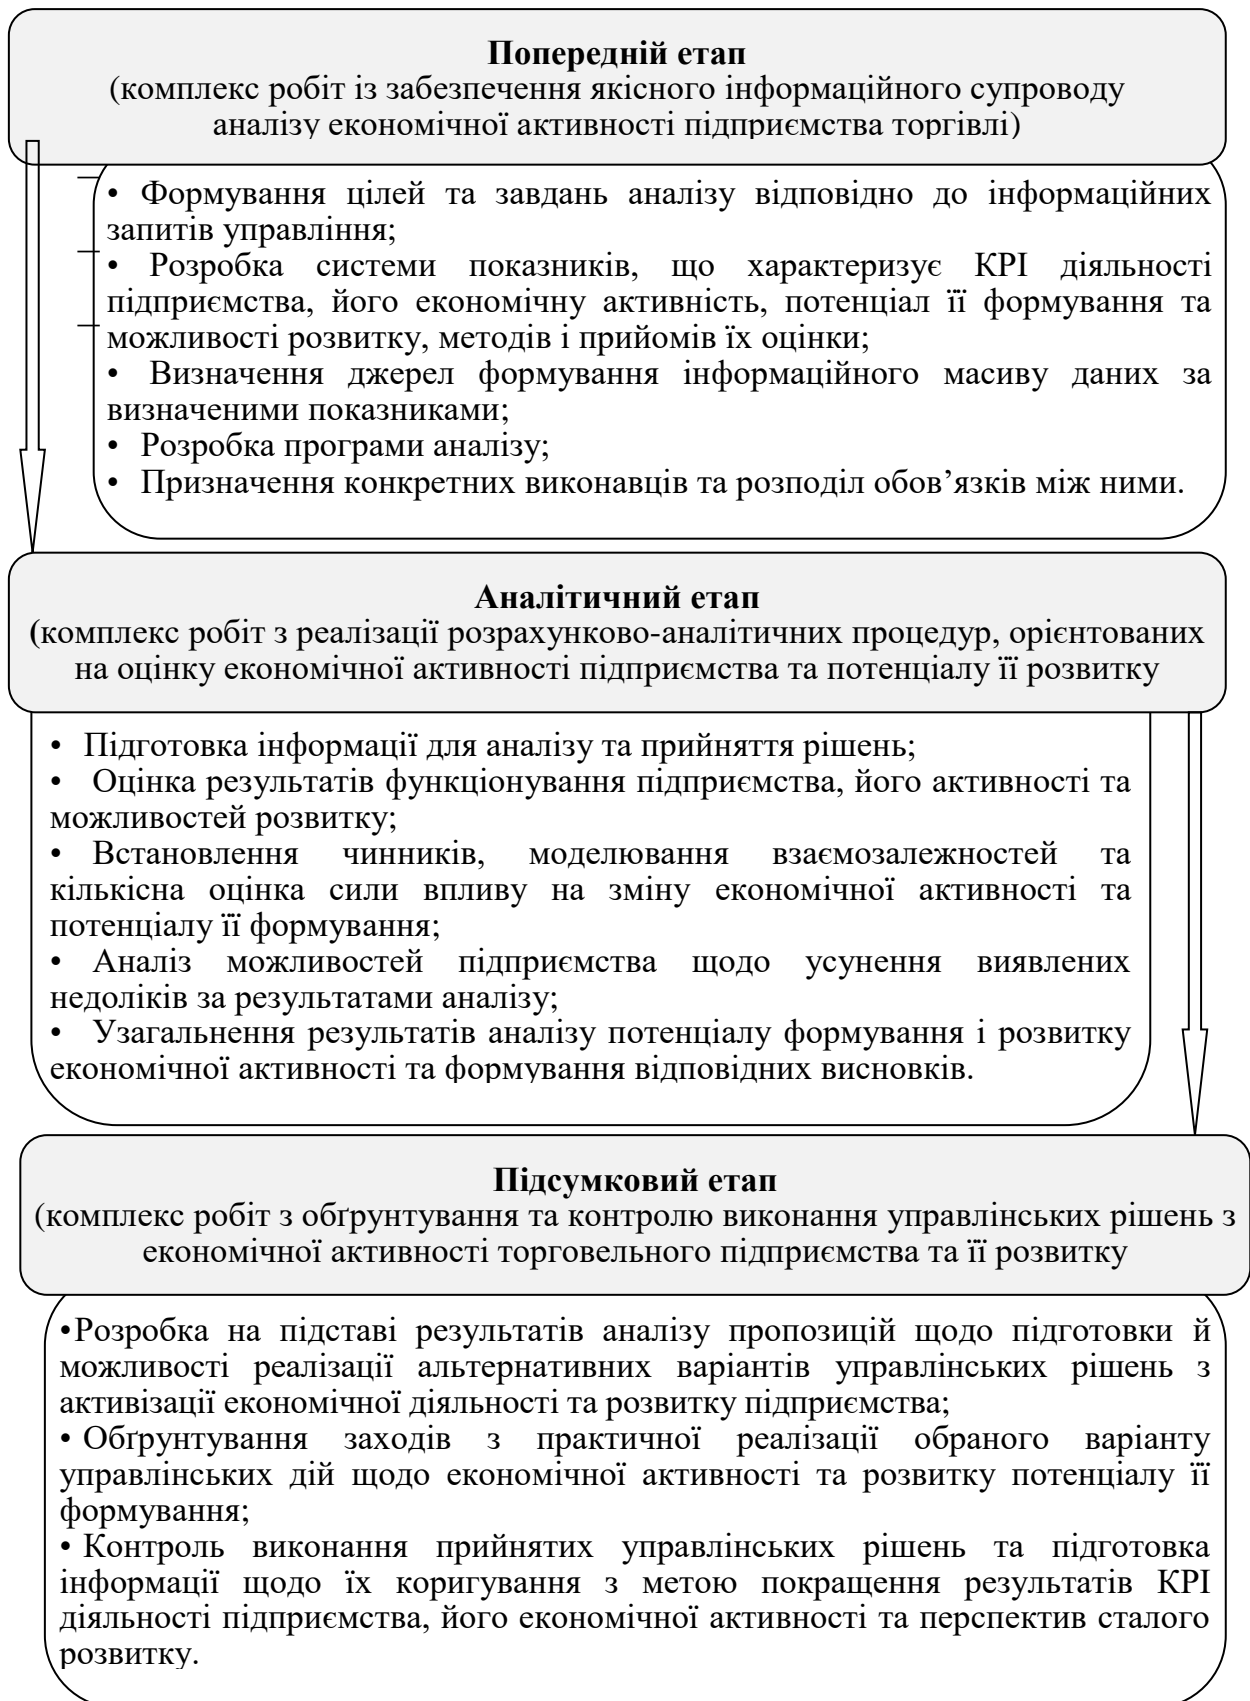 Попередній етап
(комплекс робіт із забезпечення якісного інформаційного супроводу
аналізу економічної активності підприємства торгівлі)
• Формування цілей та завдань аналізу відповідно до інформаційних
запитів управління;
• Розробка системи показників, що характеризує КРІ діяльності
підприємства, його економічну активність, потенціал її формування та
можливості розвитку, методів і прийомів їх оцінки;
• Визначення джерел формування інформаційного масиву даних за
визначеними показниками;
• Розробка програми аналізу;
• Призначення конкретних виконавців та розподіл обов’язків між ними.
Аналітичний етап
(комплекс робіт з реалізації розрахунково-аналітичних процедур, орієнтованих
на оцінку економічної активності підприємства та потенціалу її розвитку
• Підготовка інформації для аналізу та прийняття рішень;
• Оцінка результатів функціонування підприємства, його активності та
можливостей розвитку;
• Встановлення чинників, моделювання взаємозалежностей та
кількісна оцінка сили впливу на зміну економічної активності та
потенціалу її формування;
• Аналіз можливостей підприємства щодо усунення виявлених
недоліків за результатами аналізу;
• Узагальнення результатів аналізу потенціалу формування і розвитку
економічної активності та формування відповідних висновків.
Підсумковий етап
(комплекс робіт з обґрунтування та контролю виконання управлінських рішень з
економічної активності торговельного підприємства та її розвитку
•Розробка на підставі результатів аналізу пропозицій щодо підготовки й
можливості реалізації альтернативних варіантів управлінських рішень з
активізації економічної діяльності та розвитку підприємства;
• Обґрунтування заходів з практичної реалізації обраного варіанту
управлінських дій щодо економічної активності та розвитку потенціалу її
формування;
• Контроль виконання прийнятих управлінських рішень та підготовка
інформації щодо їх коригування з метою покращення результатів КРІ
діяльності підприємства, його економічної активності та перспектив сталого
розвитку.